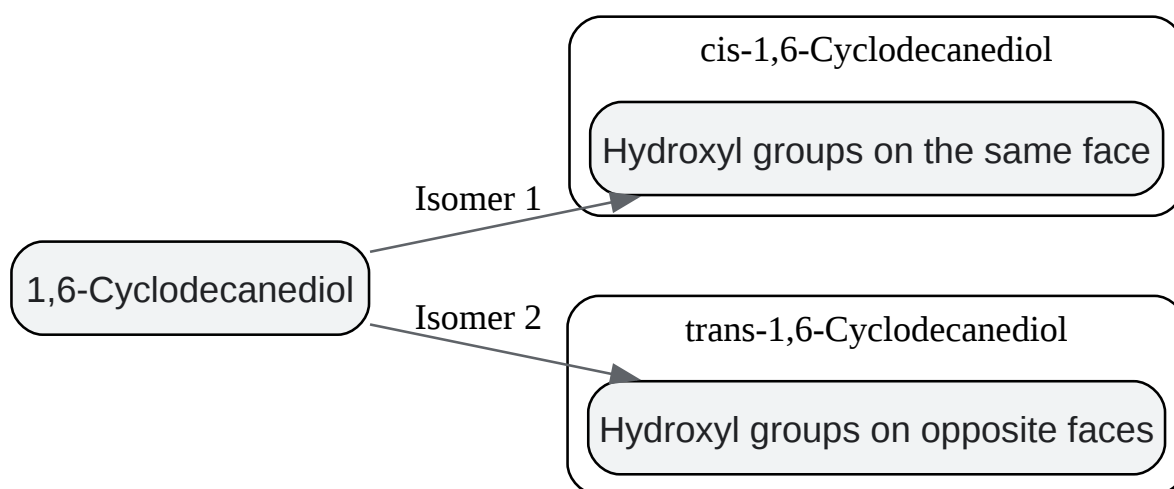 cis-1,6-Cyclodecanediol
Hydroxyl groups on the same face
Isomer 1
1,6-Cyclodecanediol
Isomer 2
trans-1,6-Cyclodecanediol
Hydroxyl groups on opposite faces